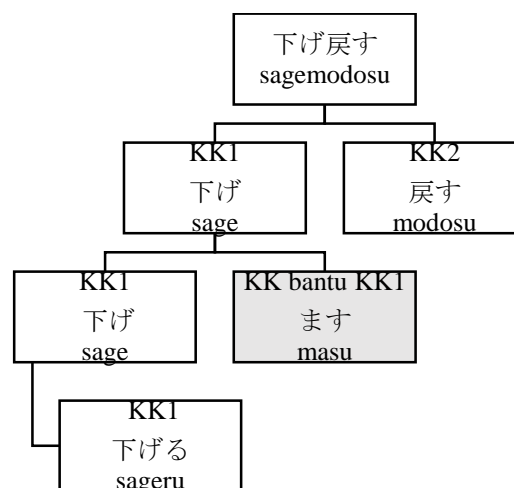 下げ戻す
sagemodosu
KK1
下げ
sage
KK2
戻す
modosu
KK1
下げ
sage
KK bantu KK1
ます
masu
KK1
下げる
sageru